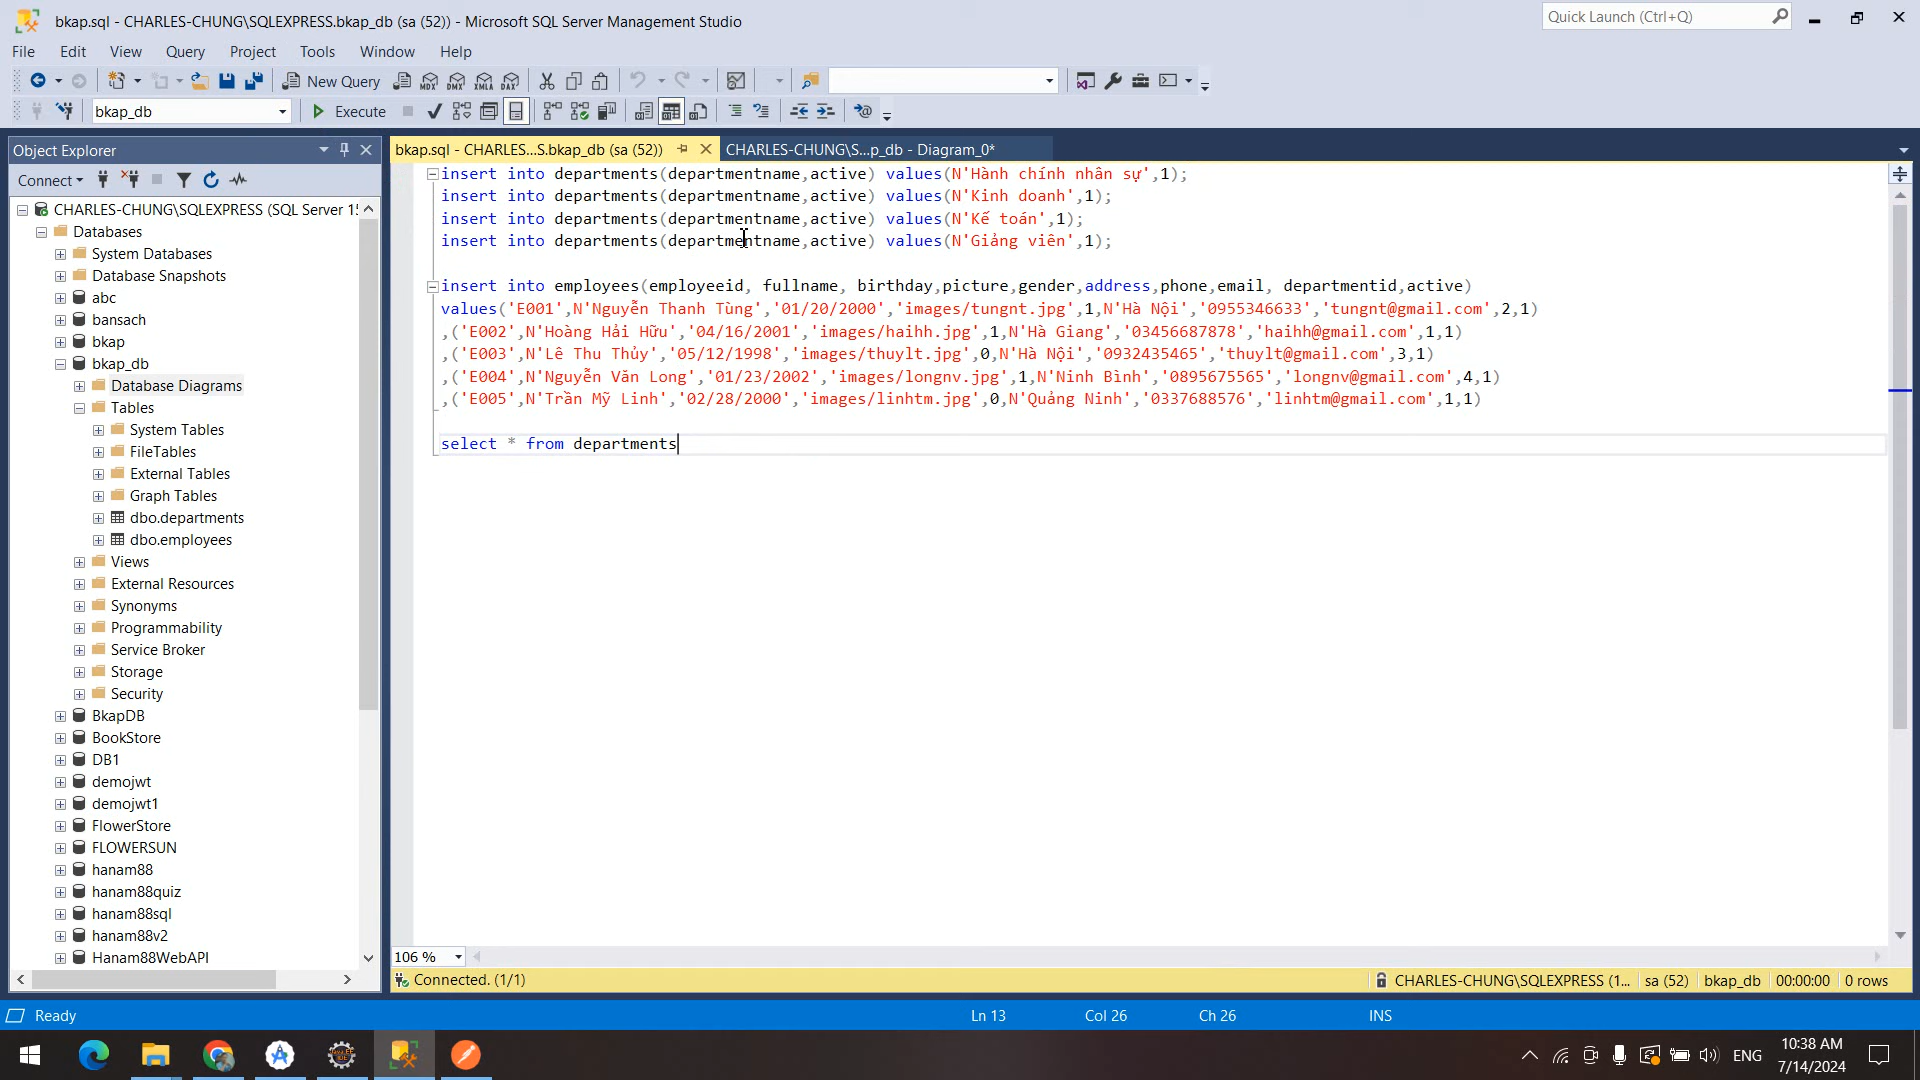 bkap.sql - CHARLES-CHUNG\SQLEXPRESS.bkap_db (sa (52)) - Microsoft SQL Server Management Studio
Quick Launch (Ctrl+Q)
File Edit View Query Project Tools Window Help
New Query
MDX DMX XMLA DAX
bkap_db
Execute
Object Explorer
bkap.sql - CHARLES...S.bkap_db (sa (52))
CHARLES-CHUNG\S...p_db - Diagram_0*
Connect
CHARLES-CHUNG\SQLEXPRESS (SQL Server 15
Databases
System Databases
Database Snapshots
abc
bansach
bkap
bkap_db
Database Diagrams
Tables
System Tables
FileTables
External Tables
Graph Tables
dbo.departments
dbo.employees
Views
External Resources
Synonyms
Programmability
Service Broker
Storage
Security
BkapDB
BookStore
DB1
demojwt
demojwt1
FlowerStore
FLOWERSUN
hanam88
hanam88quiz
hanam88sql
hanam88v2
Hanam88WebAPI
insert into departments(departmentname,active) values(N'Hành chính nhân sự',1);
insert into departments(departmentname,active) values(N'Kinh doanh',1);
insert into departments(departmentname,active) values(N'Kế toán',1);
insert into departments(departmentname,active) values(N'Giảng viên',1);
insert into employees(employeeid, fullname, birthday,picture,gender,address,phone,email, departmentid,active)
values('E001',N'Nguyễn Thanh Tùng','01/20/2000','images/tungnt.jpg',1,N'Hà Nội','0955346633','tungnt@gmail.com',2,1)
,('E002',N'Hoàng Hải Hữu','04/16/2001','images/haihh.jpg',1,N'Hà Giang','03456687878','haihh@gmail.com',1,1)
,('E003',N'Lê Thu Thủy','05/12/1998','images/thuylt.jpg',0,N'Hà Nội','0932435465','thuylt@gmail.com',3,1)
,('E004',N'Nguyễn Văn Long','01/23/2002','images/longnv.jpg',1,N'Ninh Bình','0895675565','longnv@gmail.com',4,1)
,('E005',N'Trần Mỹ Linh','02/28/2000','images/linhtm.jpg',0,N'Quảng Ninh','0337688576','linhtm@gmail.com',1,1)
select * from departments
106 %
Connected. (1/1)
CHARLES-CHUNG\SQLEXPRESS (1... sa (52) bkap_db 00:00:00 0 rows
Ready
Ln 13 Col 26 Ch 26 INS
ENG
10:38 AM
7/14/2024